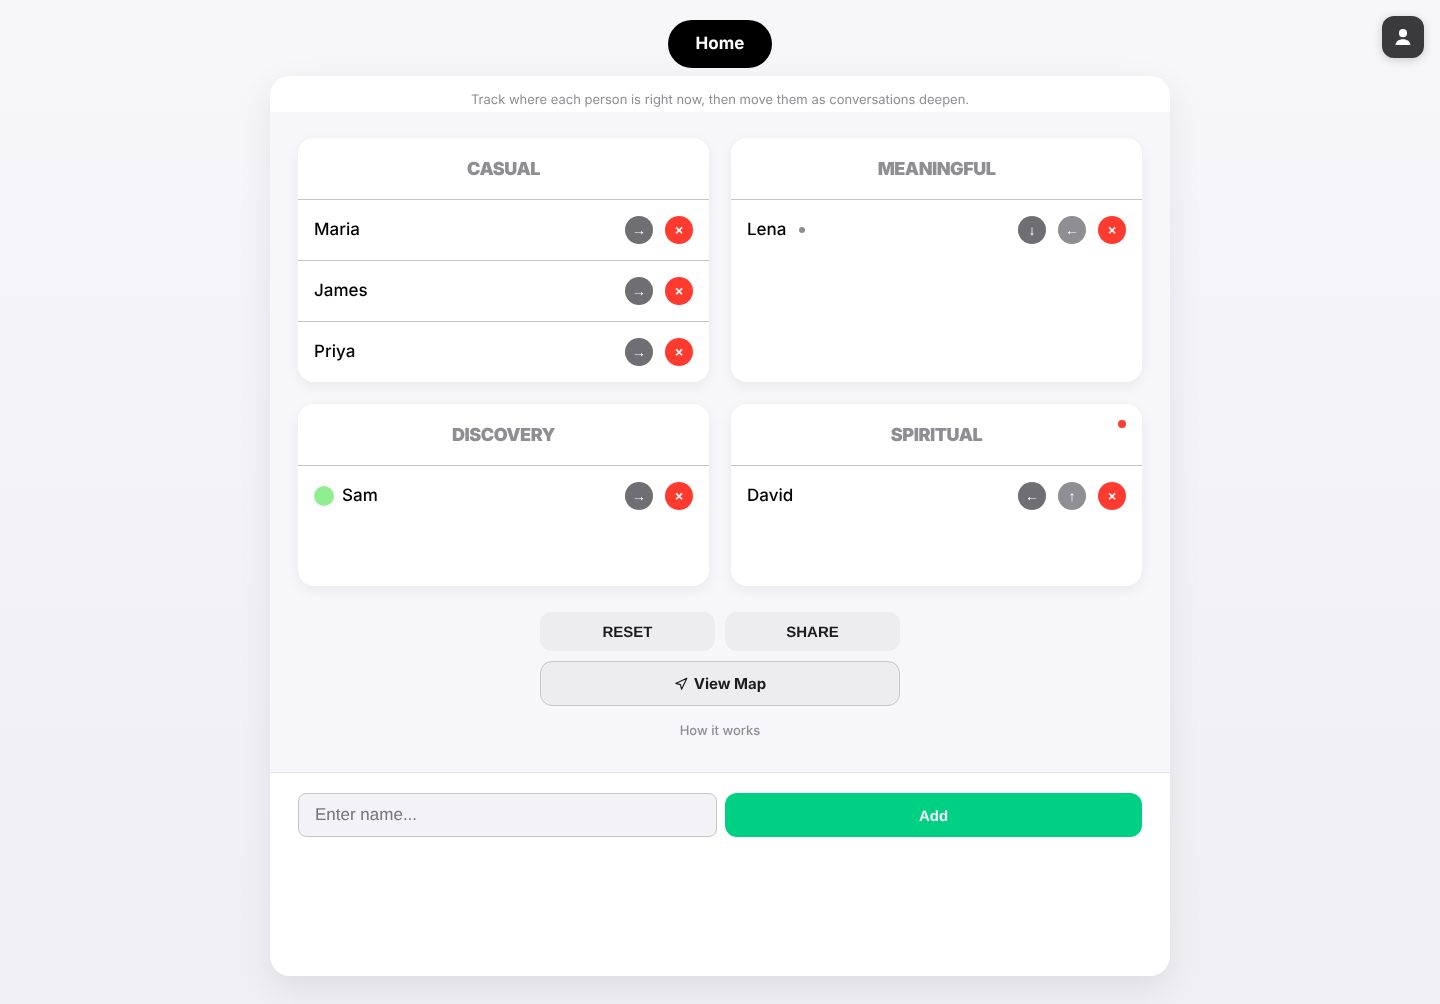 Home
Track where each person is right now, then move them as conversations deepen.
CASUAL
Maria → ×
James → ×
Priya → ×
MEANINGFUL
Lena ↓ ← ×
DISCOVERY
Sam → ×
SPIRITUAL
David ← ↑ ×
RESET SHARE
View Map
How it works
Enter name... Add